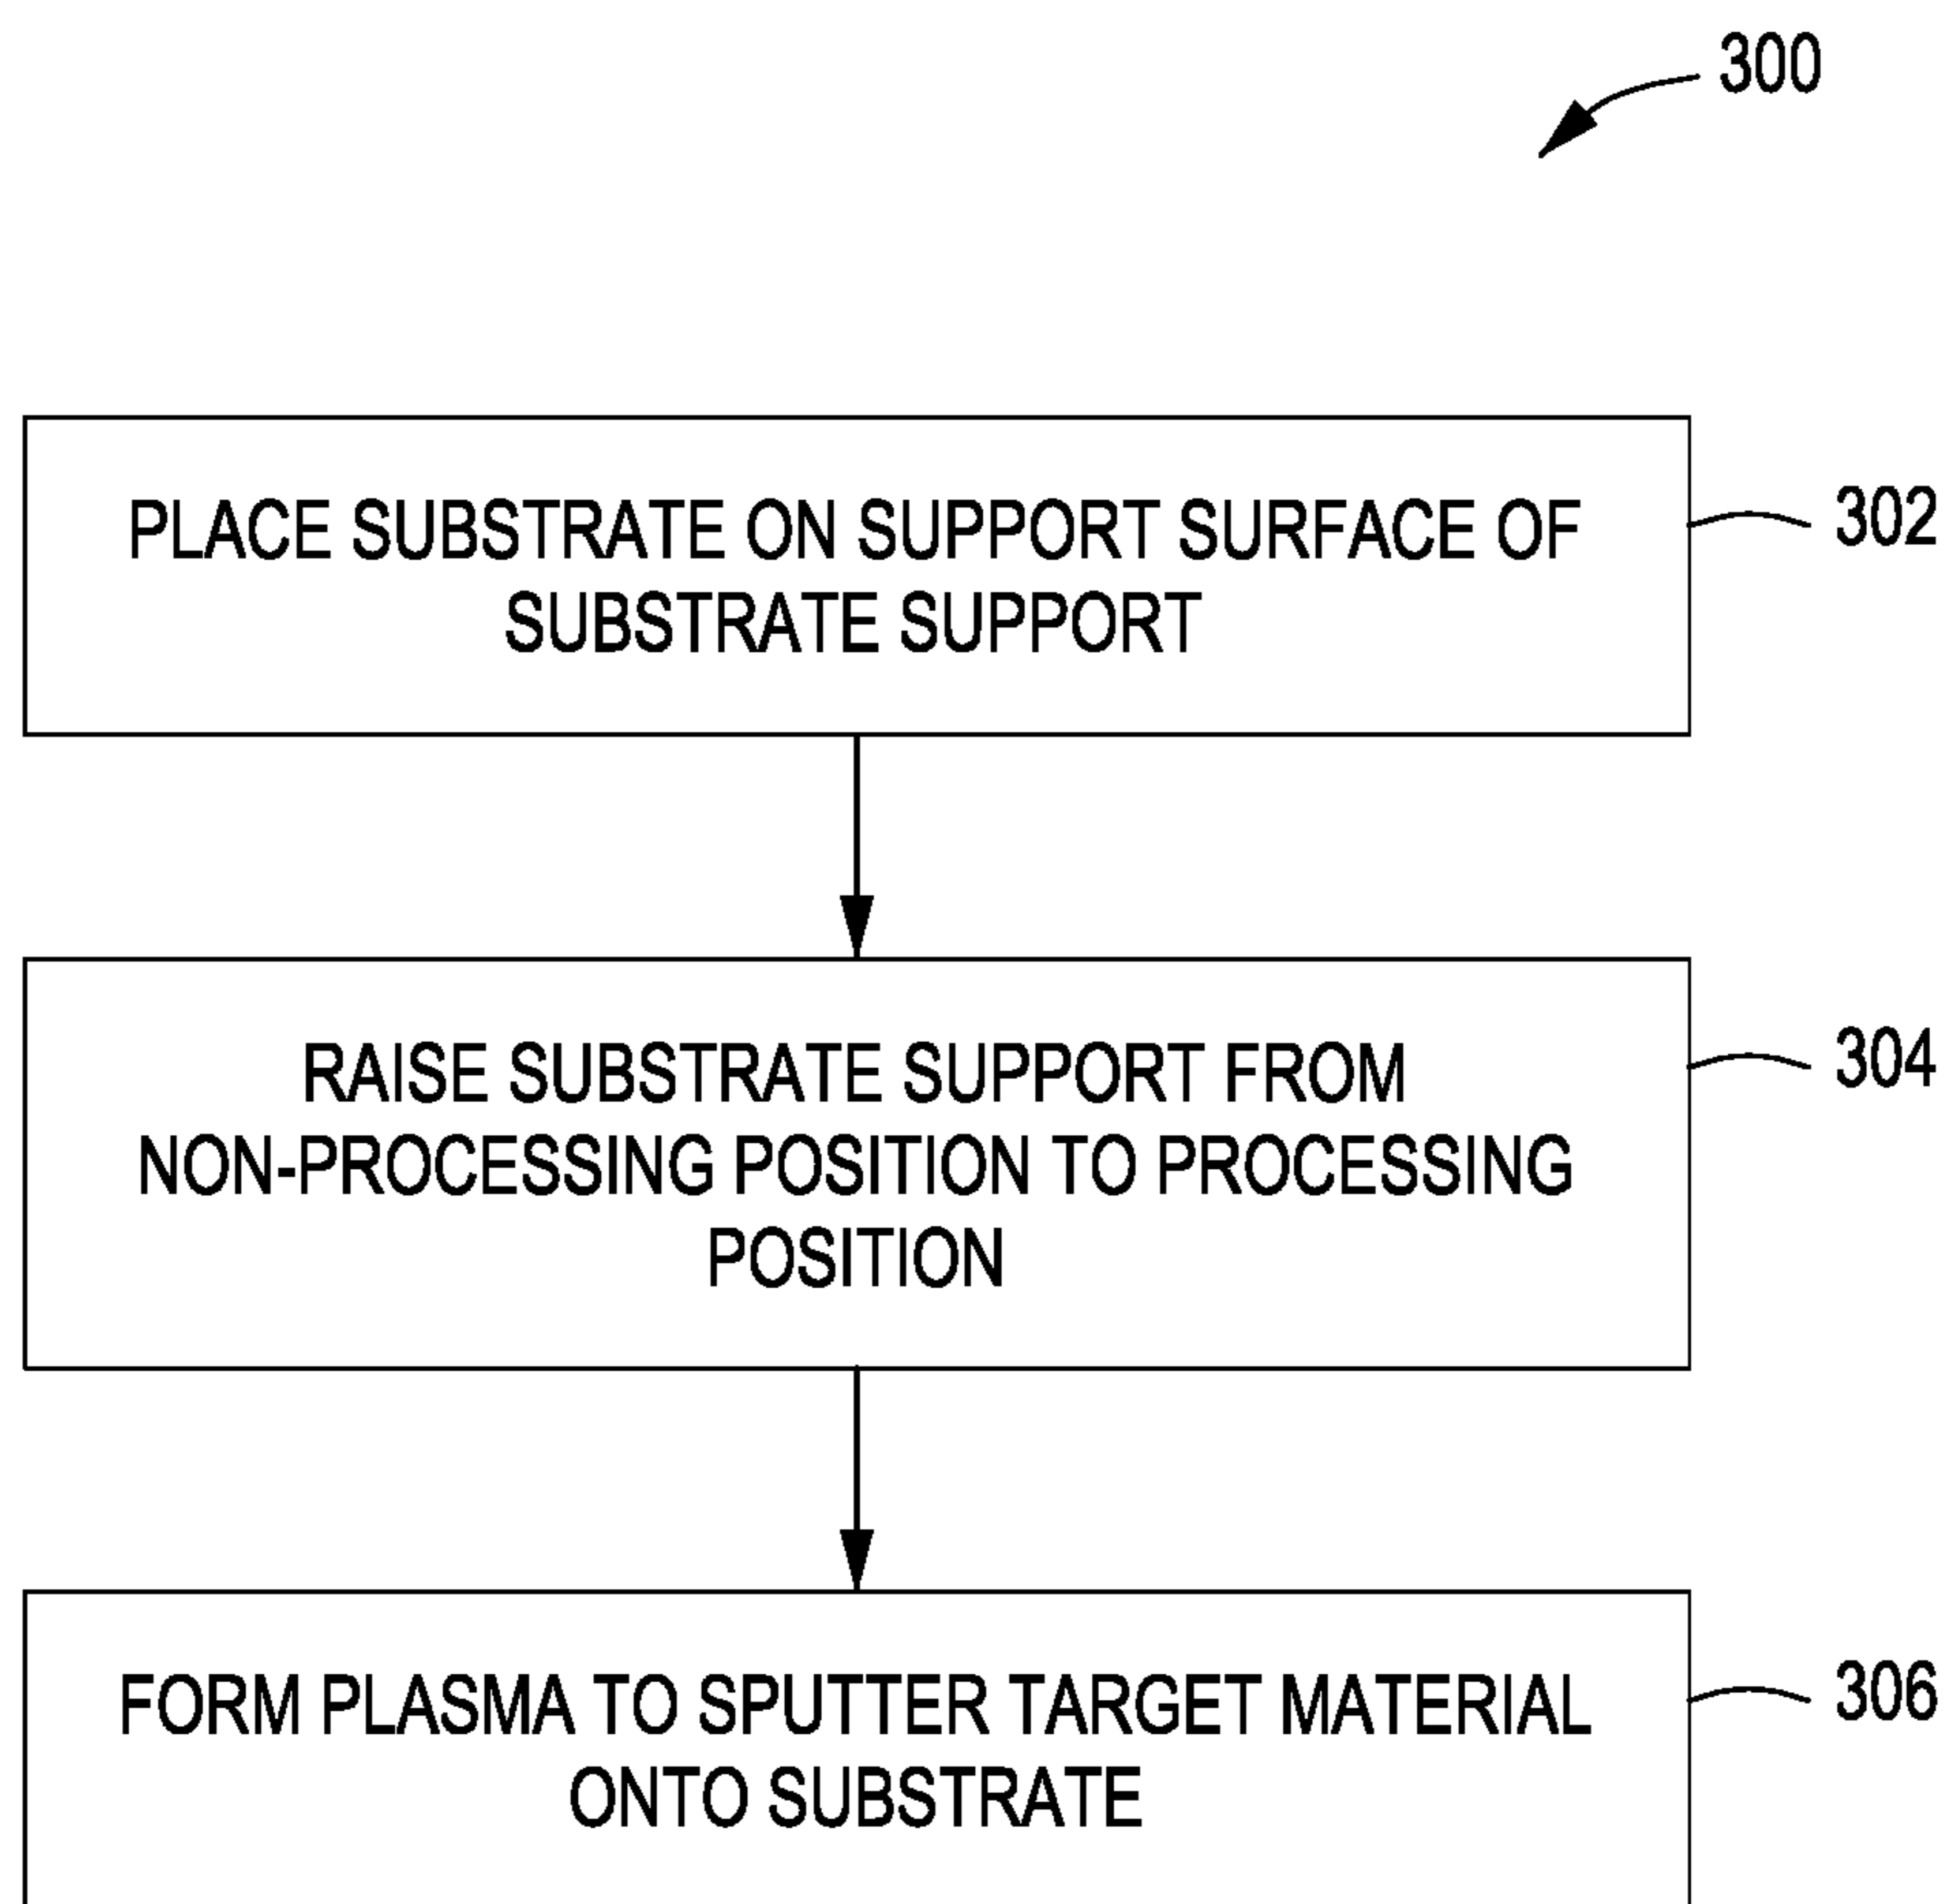 300
PLACE SUBSTRATE ON SUPPORT SURFACE OF
SUBSTRATE SUPPORT
302
RAISE SUBSTRATE SUPPORT FROM
NON-PROCESSING POSITION TO PROCESSING
POSITION
304
FORM PLASMA TO SPUTTER TARGET MATERIAL
ONTO SUBSTRATE
306